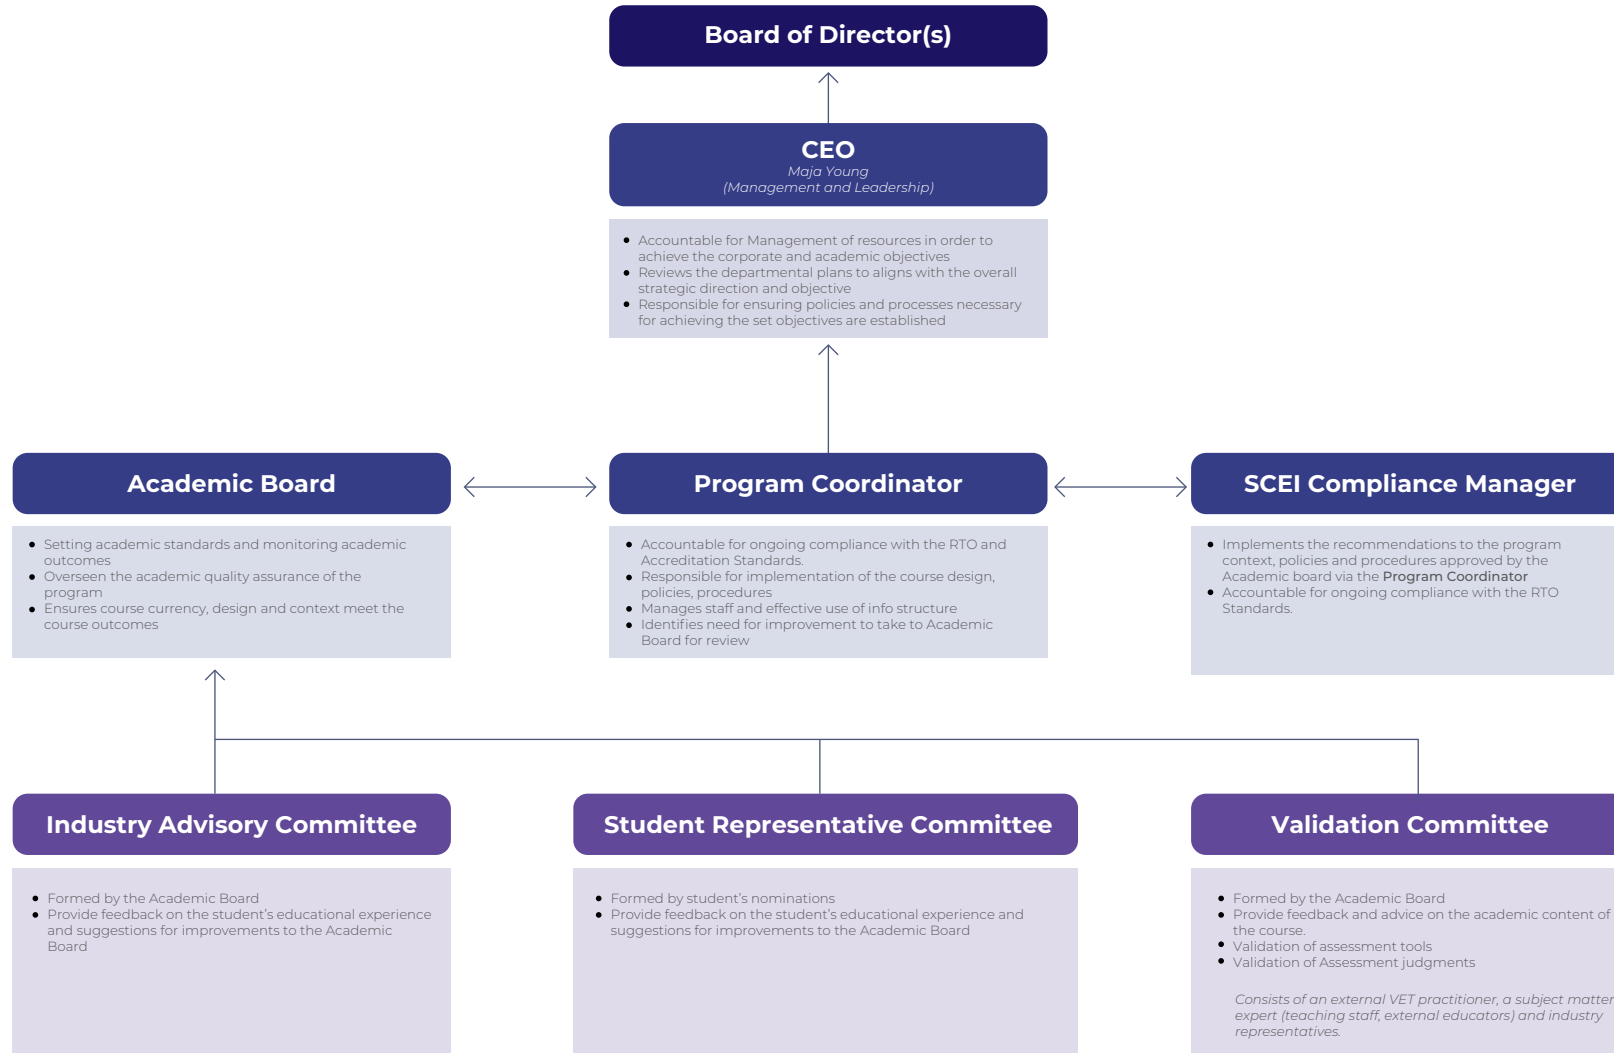 Board of Director(s)
CEO
Maja Young
(Management and Leadership)
Accountable for Management of resources in order to
achieve the corporate and academic objectives
Reviews the departmental plans to aligns with the overall
strategic direction and objective
Responsible for ensuring policies and processes necessary
for achieving the set objectives are established
Academic Board
Setting academic standards and monitoring academic
outcomes
Overseen the academic quality assurance of the
program
Ensures course currency, design and context meet the
course outcomes
Program Coordinator
Accountable for ongoing compliance with the RTO and
Accreditation Standards.
Responsible for implementation of the course design,
policies, procedures
Manages staff and effective use of info structure
Identifies need for improvement to take to Academic
Board for review
SCEI Compliance Manager
Implements the recommendations to the program
context, policies and procedures approved by the
Academic board via the Program Coordinator
Accountable for ongoing compliance with the RTO
Standards.
Industry Advisory Committee
Formed by the Academic Board
Provide feedback on the student's educational experience
and suggestions for improvements to the Academic
Board
Student Representative Committee
Formed by student's nominations
Provide feedback on the student's educational experience and
suggestions for improvements to the Academic Board
Validation Committee
Formed by the Academic Board
Provide feedback and advice on the academic content of
the course.
Validation of assessment tools
Validation of Assessment judgments
Consists of an external VET practitioner, a subject matter
expert (teaching staff, external educators) and industry
representatives.